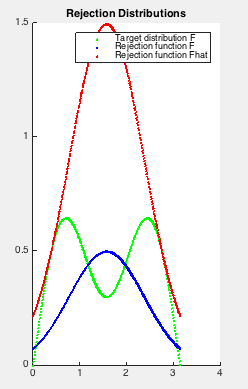 Rejection Distributions
1.5
Target distribution F
Rejection function F
Rejection function Fhat
1
0.5
0
0 1 2 3 4